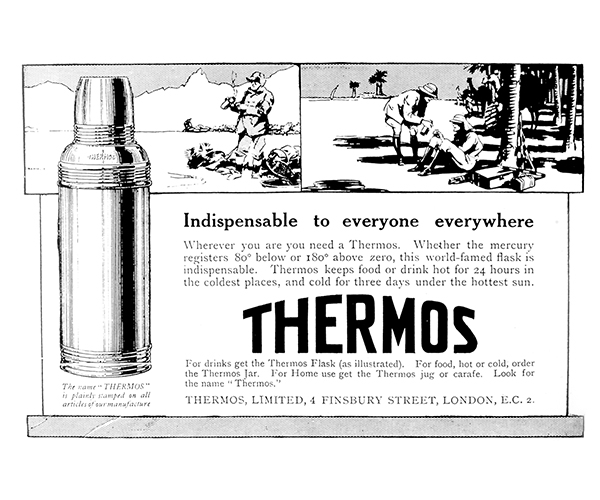 THERMOS
Indispensable to everyone everywhere
Wherever you are you need a Thermos. Whether the mercury
registers 80° below or 180° above zero, this world-famed flask is
indispensable. Thermos keeps food or drink hot for 24 hours in
the coldest places, and cold for three days under the hottest sun.
THERMOS
For drinks get the Thermos Flask (as illustrated). For food, hot or cold, order
the Thermos Jar. For Home use get the Thermos jug or carafe. Look for
the name "Thermos."
THERMOS, LIMITED, 4 FINSBURY STREET, LONDON, E.C. 2.
The name "THERMOS"
is plainly stamped on all
articles of our manufacture